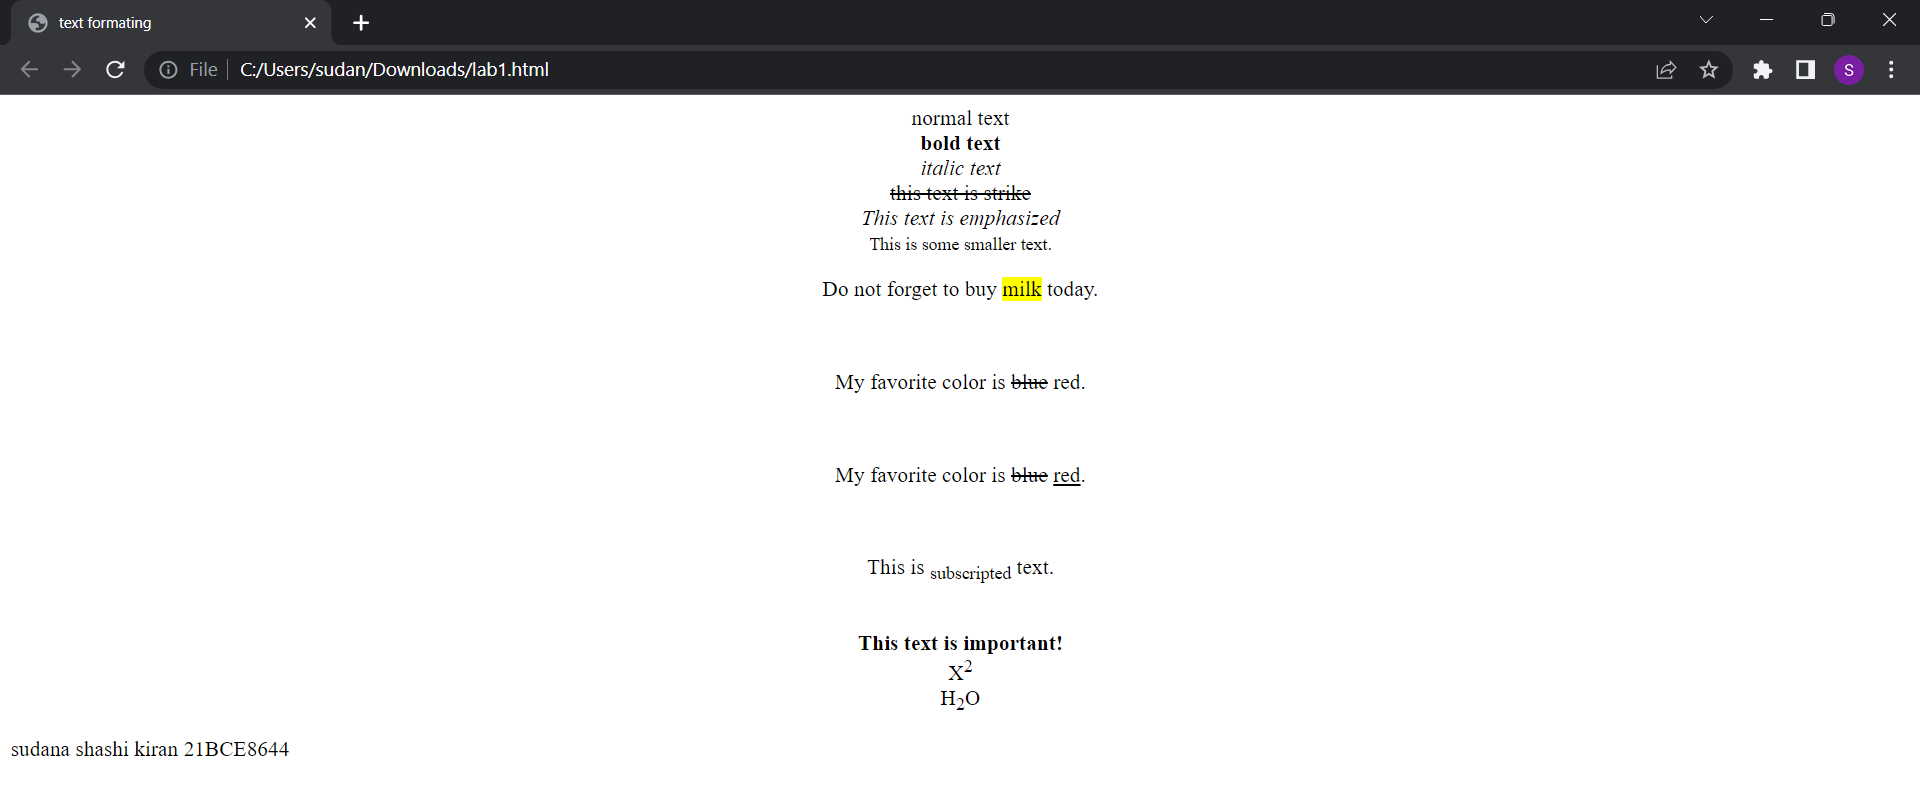 text formating
File C:/Users/sudan/Downloads/lab1.html
S
normal text
bold text
italic text
this text is strike
This text is emphasized
This is some smaller text.
Do not forget to buy milk today.
My favorite color is blue red.
My favorite color is blue red.
This is subscripted text.
This text is important!
X²
H₂O
sudana shashi kiran 21BCE8644